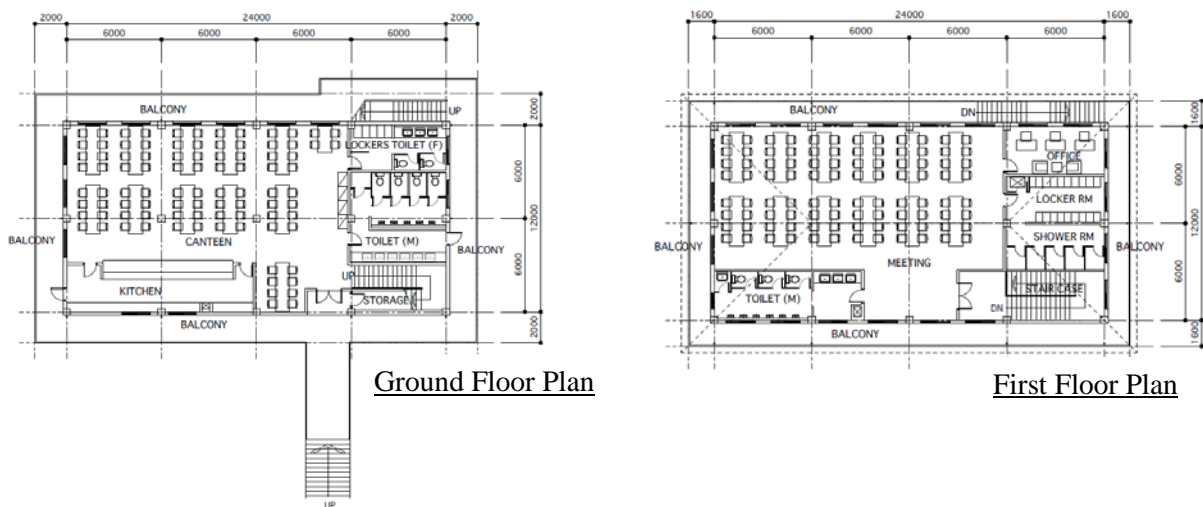 2000
24000
2000
6000
6000
6000
6000
BALCONY
UP
2000
LOCKERS TOILET (F)
6000
12000
BALCONY
CANTEEN
TOILET (M)
BALCONY
UP
6000
KITCHEN
STORAGE
BALCONY
2000
UP
Ground Floor Plan
1600
24000
1600
6000
6000
6000
6000
BALCONY
DN
1600
OFFICE
6000
LOCKER RM
12000
SHOWER RM
BALCONY
BALCONY
MEETING
6000
TOILET (M)
STAIR CASE
DN
BALCONY
1600
First Floor Plan